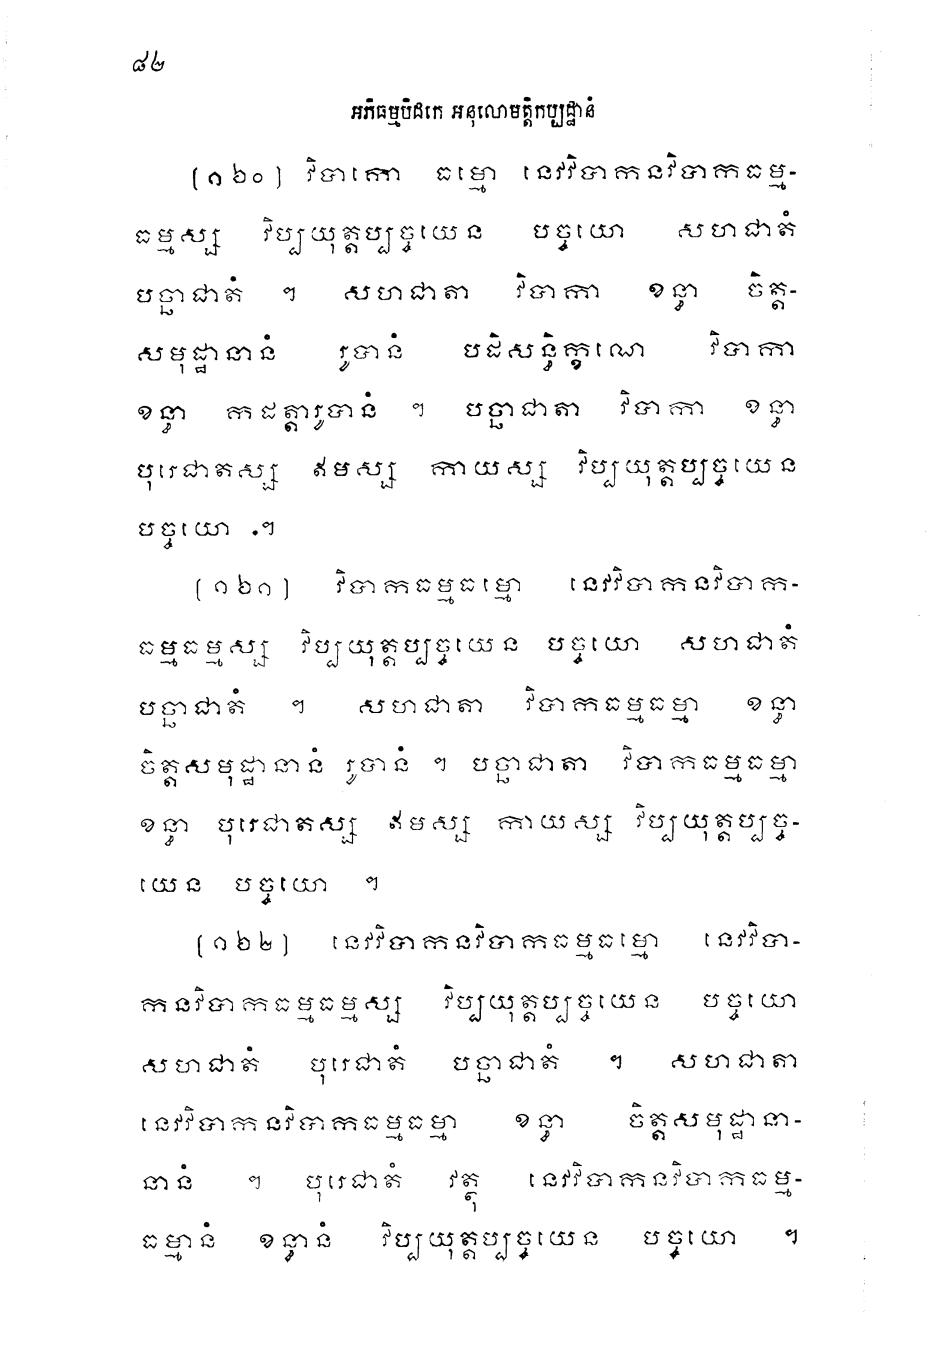 ៨២
អភិធម្មបិដកេ អនុលោមត្តិកប្បដ្ឋានំ
(១២០) វិបាកោ ធម្មោ នេវវិបាកនវិបាកធម្ម-
ធម្មស្ស វិប្បយុត្តប្បច្ចយេន បច្ចយោ សហជាតំ
បច្ឆាជាតំ ។ សហជាតា វិបាកា ខន្ធា ចិត្ត-
សមុដ្ឋានានំ រូបានំ បដិសន្ធិក្ខណេ វិបាកា
ខន្ធា កដត្តារូបានំ ។ បច្ឆាជាតា វិបាកា ខន្ធា
បុរេជាតស្ស ឥមស្ស កាយស្ស វិប្បយុត្តប្បច្ចយេន
បច្ចយោ ។
(១២១) វិបាកធម្មធម្មោ នេវវិបាកនវិបាក-
ធម្មធម្មស្ស វិប្បយុត្តប្បច្ចយេន បច្ចយោ សហជាតំ
បច្ឆាជាតំ ។ សហជាតា វិបាកធម្មធម្មា ខន្ធា
ចិត្តសមុដ្ឋានានំ រូបានំ ។ បច្ឆាជាតា វិបាកធម្មធម្មា
ខន្ធា បុរេជាតស្ស ឥមស្ស កាយស្ស វិប្បយុត្តប្បច្ច-
យេន បច្ចយោ ។
(១២២) នេវវិបាកនវិបាកធម្មធម្មោ នេវវិបា-
កនវិបាកធម្មធម្មស្ស វិប្បយុត្តប្បច្ចយេន បច្ចយោ
សហជាតំ បុរេជាតំ បច្ឆាជាតំ ។ សហជាតា
នេវវិបាកនវិបាកធម្មធម្មា ខន្ធា ចិត្តសមុដ្ឋានា-
នានំ ។ បុរេជាតំ វត្ថុ នេវវិបាកនវិបាកធម្ម-
ធម្មានំ ខន្ធានំ វិប្បយុត្តប្បច្ចយេន បច្ចយោ ។